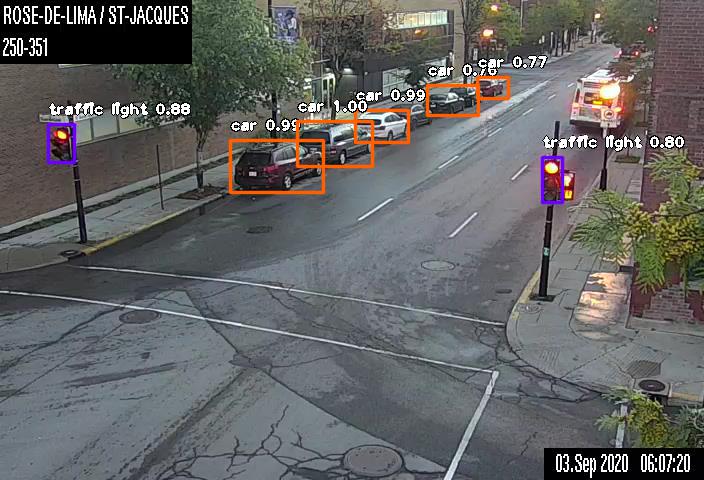 ROSE-DE-LIMA / ST-JACQUES
250-351
car 0.77
car 0.76
car 0.99
car 1.00
car 0.99
traffic light 0.88
traffic light 0.80
03.Sep 2020 06:07:20